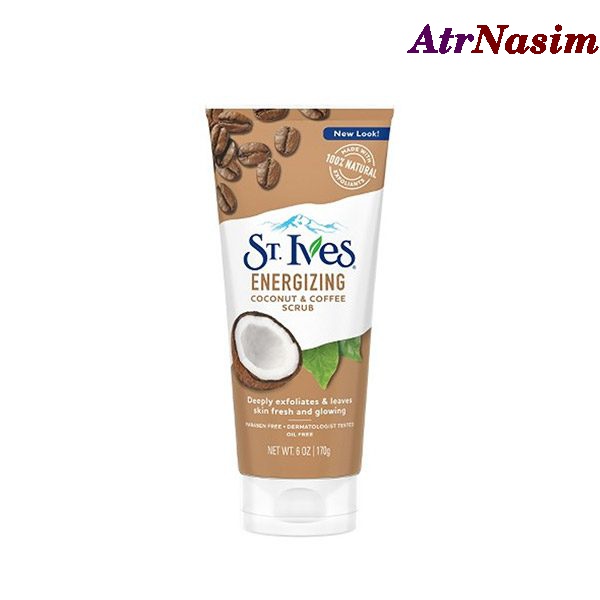 AtrNasim
New Look!
MADE WITH
100% NATURAL
EXFOLIANTS
ST. IVES®
ENERGIZING
COCONUT & COFFEE
SCRUB
Deeply exfoliates & leaves
skin fresh and glowing
PARABEN FREE • DERMATOLOGIST TESTED
OIL FREE
NET WT. 6 OZ | 170g